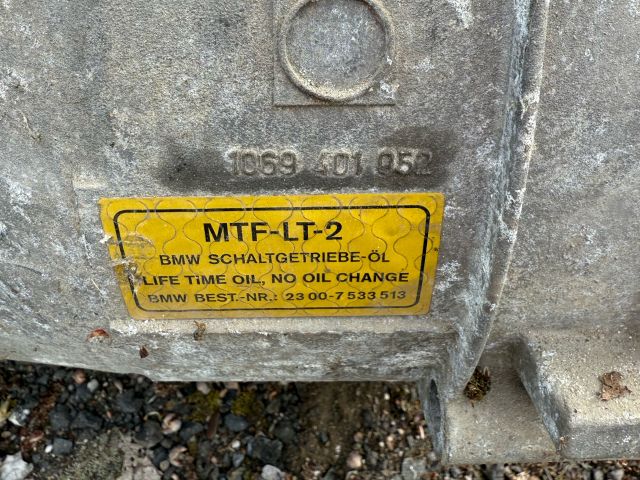 1069 401 052
MTF-LT-2
BMW SCHALTGETRIEBE-ÖL
LIFE TiME OIL, NO OIL CHANGE
BMW BEST.-NR.: 23 00-7 533 513